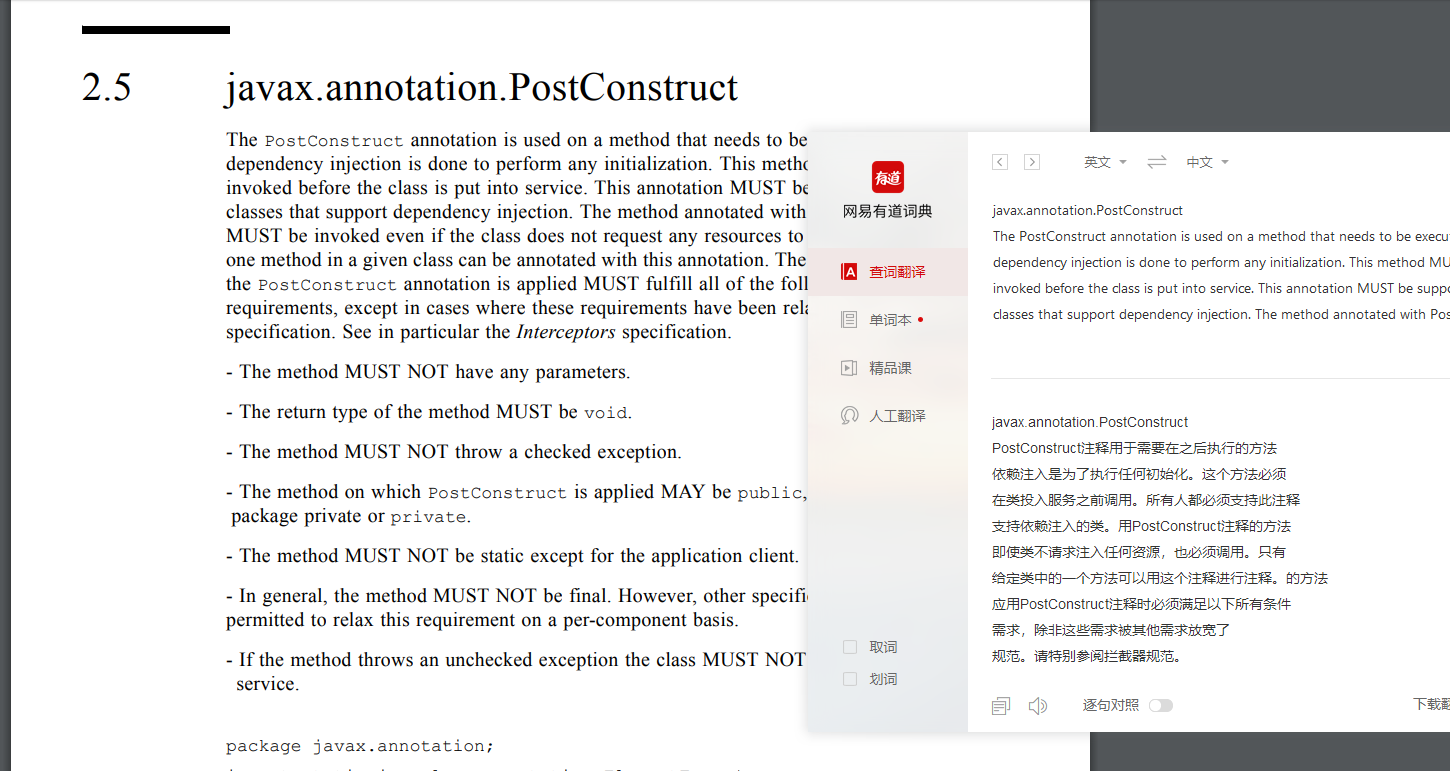 2.5 javax.annotation.PostConstruct
The PostConstruct annotation is used on a method that needs to be
dependency injection is done to perform any initialization. This
invoked before the class is put into service. This annotation MUST be
classes that support dependency injection. The method annotated with
MUST be invoked even if the class does not request any resources to
one method in a given class can be annotated with this annotation. The
the PostConstruct annotation is applied MUST fulfill all of the
requirements, except in cases where these requirements have been
specification. See in particular the Interceptors specification.
- The method MUST NOT have any parameters.
- The return type of the method MUST be void.
- The method MUST NOT throw a checked exception.
- The method on which PostConstruct is applied MAY be public,
package private or private.
- The method MUST NOT be static except for the application client.
- In general, the method MUST NOT be final. However, other
permitted to relax this requirement on a per-component basis.
- If the method throws an unchecked exception the class MUST NOT
service.
package javax.annotation;
有道
网易有道词典
查词翻译
单词本
精品课
人工翻译
取词
划词
英文 中文
javax.annotation.PostConstruct
The PostConstruct annotation is used on a method that needs to be
dependency injection is done to perform any initialization. This method
invoked before the class is put into service. This annotation MUST be
classes that support dependency injection. The method annotated with
javax.annotation.PostConstruct
PostConstruct注释用于需要在之后执行的方法
依赖注入是为了执行任何初始化。这个方法必须
在类投入服务之前调用。所有人都必须支持此注释
支持依赖注入的类。用PostConstruct注释的方法
即使类不请求注入任何资源，也必须调用。只有
给定类中的一个方法可以用这个注释进行注释。的方法
应用PostConstruct注释时必须满足以下所有条件
需求，除非这些需求被其他需求放宽了
规范。请特别参阅拦截器规范。
逐句对照 下载